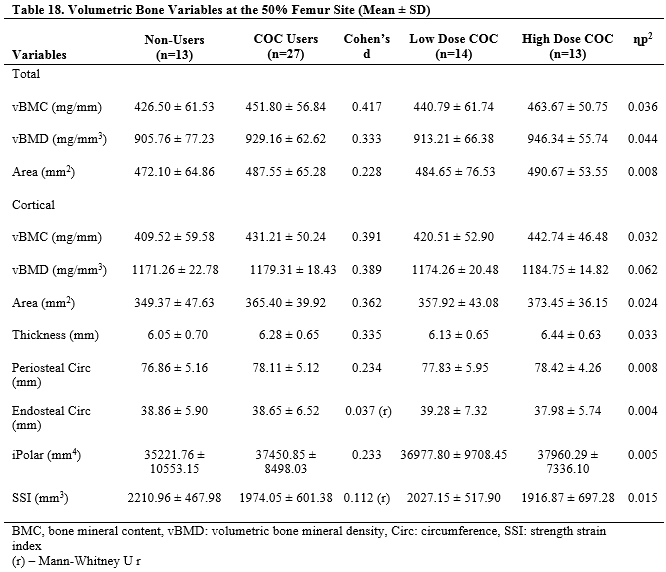 Table 18. Volumetric Bone Variables at the 50% Femur Site (Mean ± SD)
Variables Non-Users (n=13) COC Users (n=27) Cohen's d Low Dose COC (n=14) High Dose COC (n=13) ηp2
Total
vBMC (mg/mm) 426.50 ± 61.53 451.80 ± 56.84 0.417 440.79 ± 61.74 463.67 ± 50.75 0.036
vBMD (mg/mm3) 905.76 ± 77.23 929.16 ± 62.62 0.333 913.21 ± 66.38 946.34 ± 55.74 0.044
Area (mm2) 472.10 ± 64.86 487.55 ± 65.28 0.228 484.65 ± 76.53 490.67 ± 53.55 0.008
Cortical
vBMC (mg/mm) 409.52 ± 59.58 431.21 ± 50.24 0.391 420.51 ± 52.90 442.74 ± 46.48 0.032
vBMD (mg/mm3) 1171.26 ± 22.78 1179.31 ± 18.43 0.389 1174.26 ± 20.48 1184.75 ± 14.82 0.062
Area (mm2) 349.37 ± 47.63 365.40 ± 39.92 0.362 357.92 ± 43.08 373.45 ± 36.15 0.024
Thickness (mm) 6.05 ± 0.70 6.28 ± 0.65 0.335 6.13 ± 0.65 6.44 ± 0.63 0.033
Periosteal Circ (mm) 76.86 ± 5.16 78.11 ± 5.12 0.234 77.83 ± 5.95 78.42 ± 4.26 0.008
Endosteal Circ (mm) 38.86 ± 5.90 38.65 ± 6.52 0.037 (r) 39.28 ± 7.32 37.98 ± 5.74 0.004
iPolar (mm4) 35221.76 ± 10553.15 37450.85 ± 8498.03 0.233 36977.80 ± 9708.45 37960.29 ± 7336.10 0.005
SSI (mm3) 2210.96 ± 467.98 1974.05 ± 601.38 0.112 (r) 2027.15 ± 517.90 1916.87 ± 697.28 0.015
BMC, bone mineral content, vBMD: volumetric bone mineral density, Circ: circumference, SSI: strength strain
index
(r) – Mann-Whitney U r